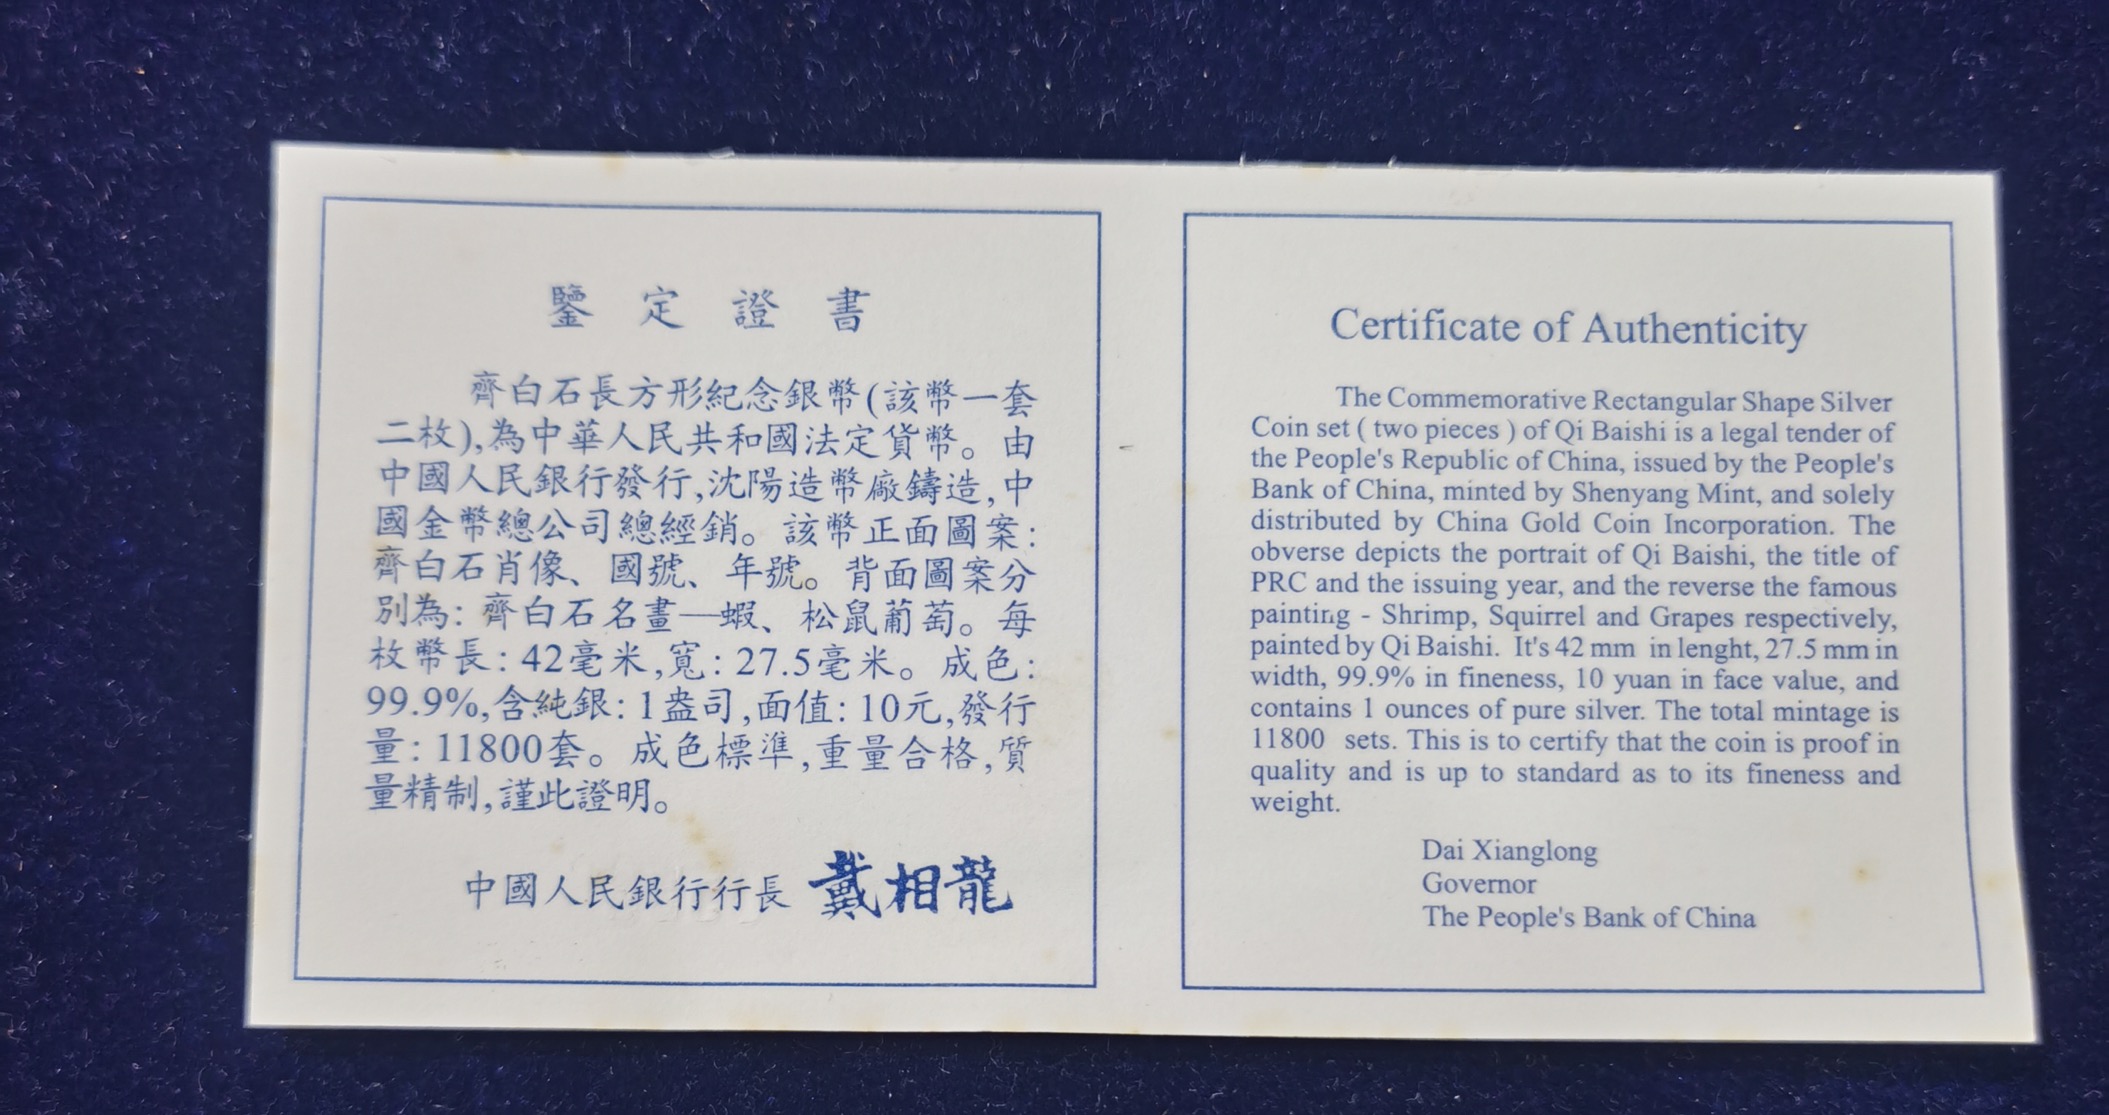 鑒定證書
齊白石長方形紀念銀幣(該幣一套
二枚),為中華人民共和國法定貨幣。由
中國人民銀行發行,沈陽造幣廠鑄造,中
國金幣總公司總經銷。該幣正面圖案:
齊白石肖像、國號、年號。背面圖案分
別為:齊白石名畫—蝦、松鼠葡萄。每
枚幣長:42毫米,寬:27.5毫米。成色:
99.9%,含純銀:1盎司,面值:10元,發行
量:11800套。成色標準,重量合格,質
量精制,謹此證明。
中國人民銀行行長 戴相龍
Certificate of Authenticity
The Commemorative Rectangular Shape Silver
Coin set ( two pieces ) of Qi Baishi is a legal tender of
the People's Republic of China, issued by the People's
Bank of China, minted by Shenyang Mint, and solely
distributed by China Gold Coin Incorporation. The
obverse depicts the portrait of Qi Baishi, the title of
PRC and the issuing year, and the reverse the famous
painting - Shrimp, Squirrel and Grapes respectively,
painted by Qi Baishi. It's 42 mm in lenght, 27.5 mm in
width, 99.9% in fineness, 10 yuan in face value, and
contains 1 ounces of pure silver. The total mintage is
11800 sets. This is to certify that the coin is proof in
quality and is up to standard as to its fineness and
weight.
Dai Xianglong
Governor
The People's Bank of China